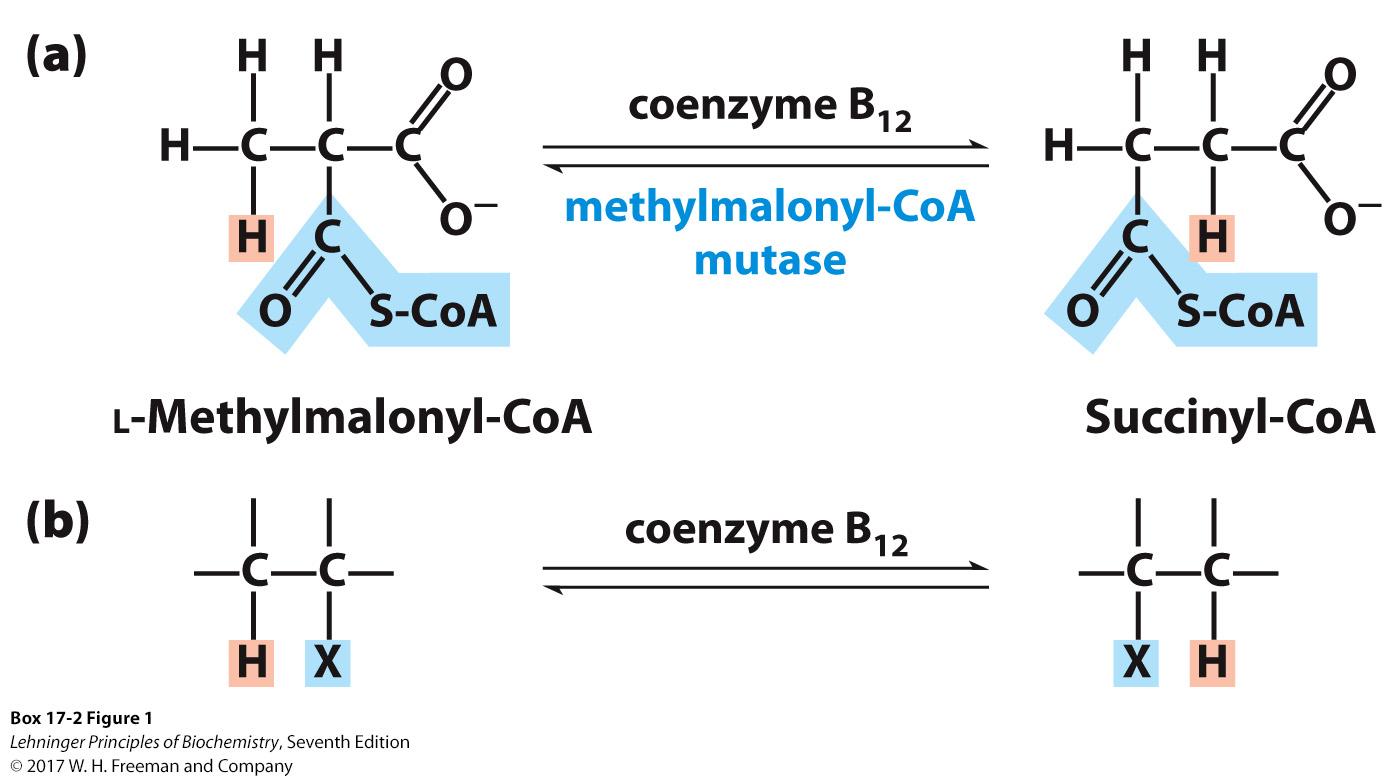 (a)
H H O
H C C C
coenzyme B12
O−
H C
O S-CoA
methylmalonyl-CoA
mutase
H H O
H C C C
O−
C H
O S-CoA
L-Methylmalonyl-CoA
Succinyl-CoA
(b)
C C
H X
coenzyme B12
C C
X H
Box 17-2 Figure 1
Lehninger Principles of Biochemistry, Seventh Edition
© 2017 W. H. Freeman and Company